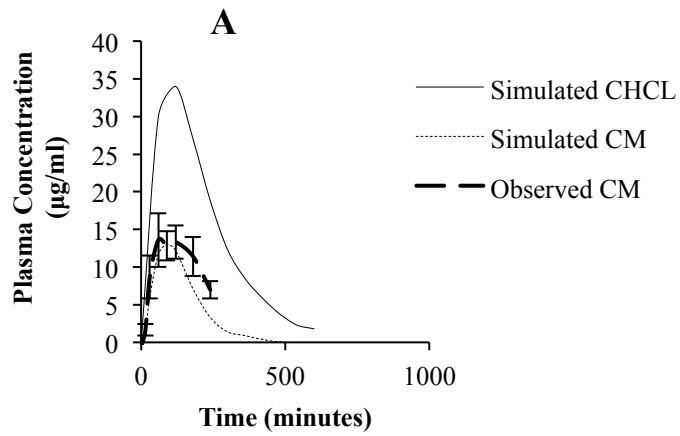 A
Plasma Concentration
(µg/ml)
40
35
30
25
20
15
10
5
0
0
500
1000
Time (minutes)
Simulated CHCL
Simulated CM
Observed CM